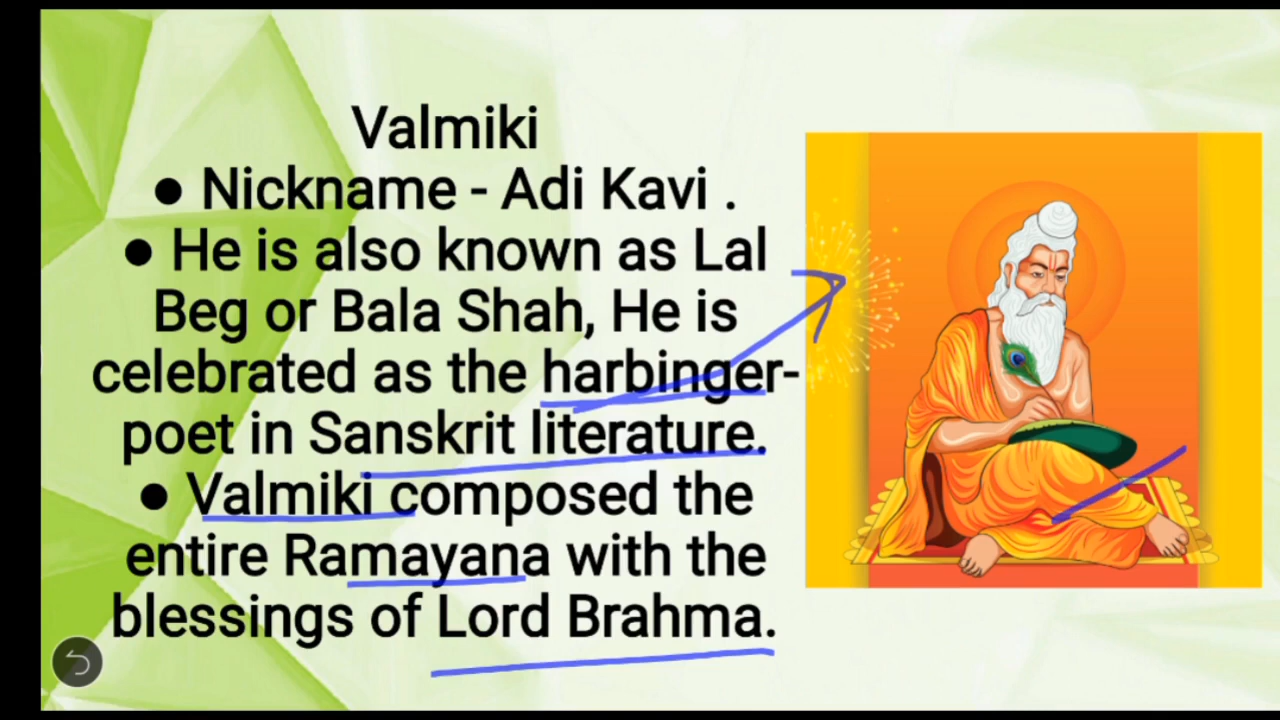 Valmiki
● Nickname - Adi Kavi .
● He is also known as Lal
Beg or Bala Shah, He is
celebrated as the harbinger-
poet in Sanskrit literature.
● Valmiki composed the
entire Ramayana with the
blessings of Lord Brahma.